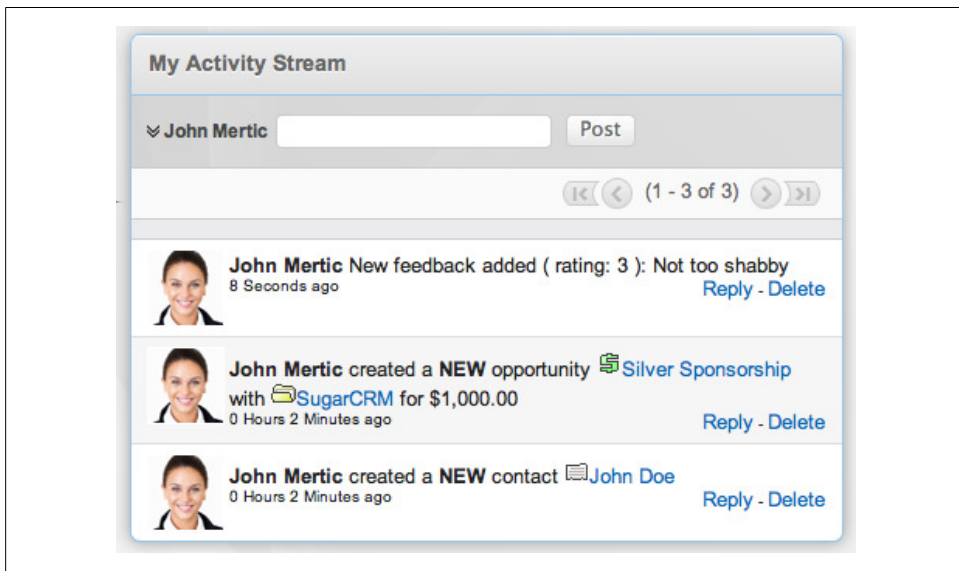 My Activity Stream
John Mertic
Post
(1 - 3 of 3)
John Mertic New feedback added ( rating: 3 ): Not too shabby
8 Seconds ago
Reply - Delete
John Mertic created a NEW opportunity Silver Sponsorship
with SugarCRM for $1,000.00
0 Hours 2 Minutes ago
Reply - Delete
John Mertic created a NEW contact John Doe
0 Hours 2 Minutes ago
Reply - Delete